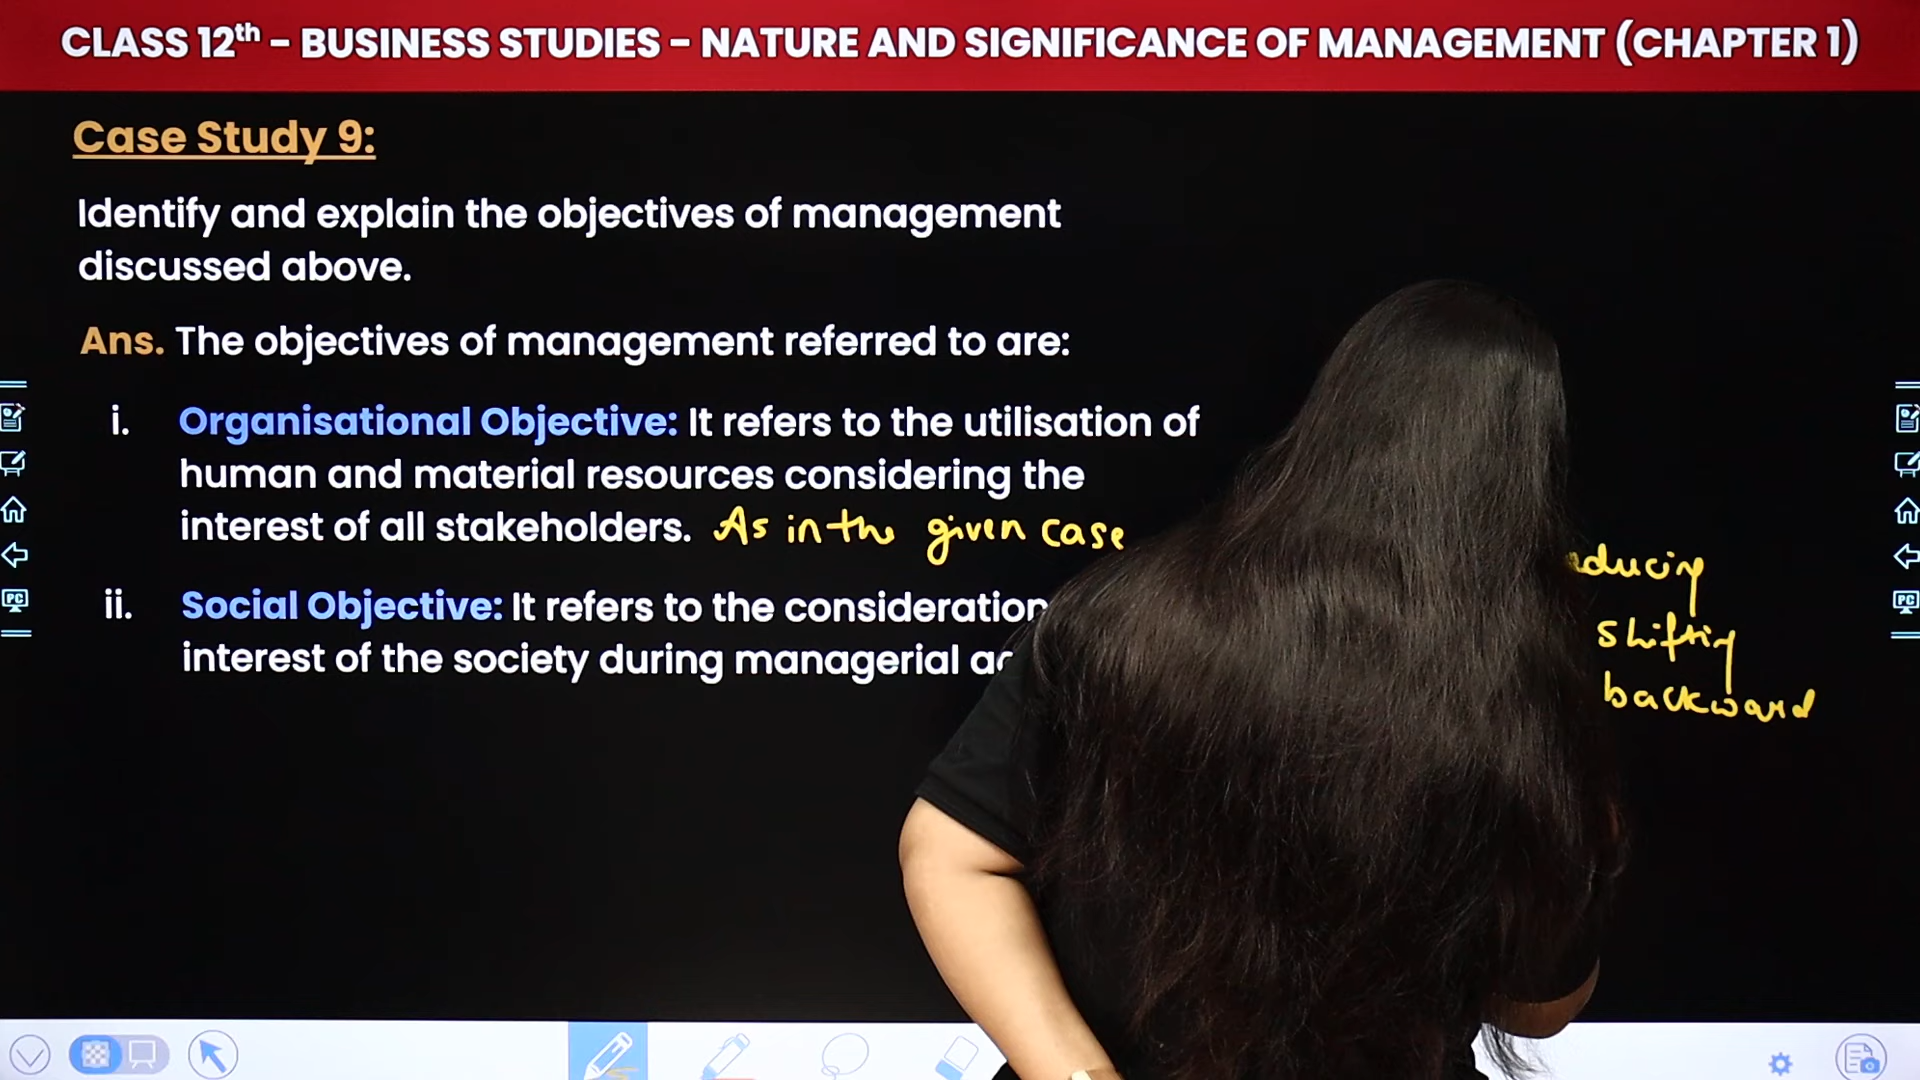 CLASS 12th – BUSINESS STUDIES – NATURE AND SIGNIFICANCE OF MANAGEMENT (CHAPTER 1)
Case Study 9:
Identify and explain the objectives of management
discussed above.
Ans. The objectives of management referred to are:
i. Organisational Objective: It refers to the utilisation of
human and material resources considering the
interest of all stakeholders. As in the given case
ii. Social Objective: It refers to the consideration
interest of the society during managerial
shifting
backward
PC
PC